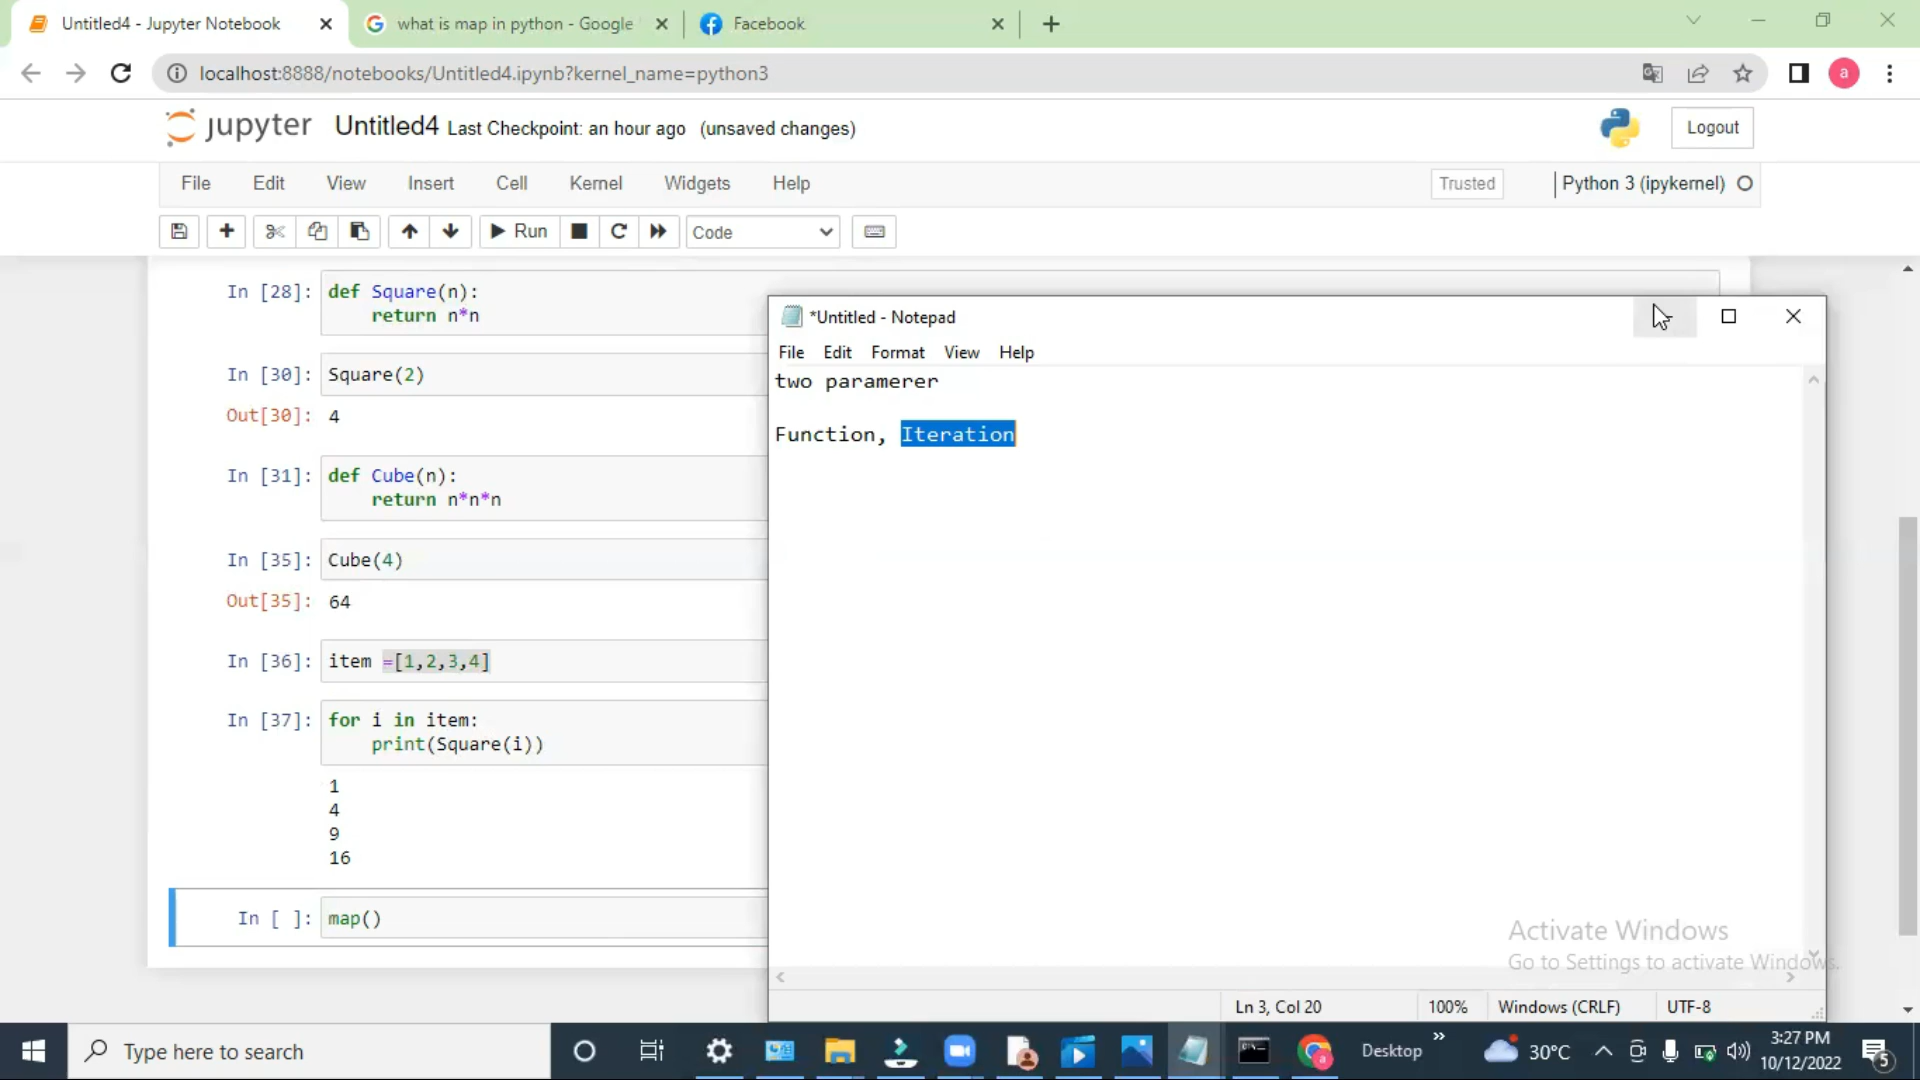 Untitled4 - Jupyter Notebook
what is map in python - Google
Facebook
localhost:8888/notebooks/Untitled4.ipynb?kernel_name=python3
a
jupyter Untitled4 Last Checkpoint: an hour ago (unsaved changes)
Logout
File Edit View Insert Cell Kernel Widgets Help
Trusted
Python 3 (ipykernel)
Run
Code
In [28]: def Square(n):
return n*n
In [30]: Square(2)
Out[30]: 4
In [31]: def Cube(n):
return n*n*n
In [35]: Cube(4)
Out[35]: 64
In [36]: item =[1,2,3,4]
In [37]: for i in item:
print(Square(i))
1
4
9
16
In [ ]: map()
*Untitled - Notepad
File Edit Format View Help
two paramerer
Function, Iteration
Activate Windows
Go to Settings to activate Windows.
Ln 3, Col 20
100%
Windows (CRLF)
UTF-8
Type here to search
Desktop
30°C
3:27 PM
10/12/2022
5